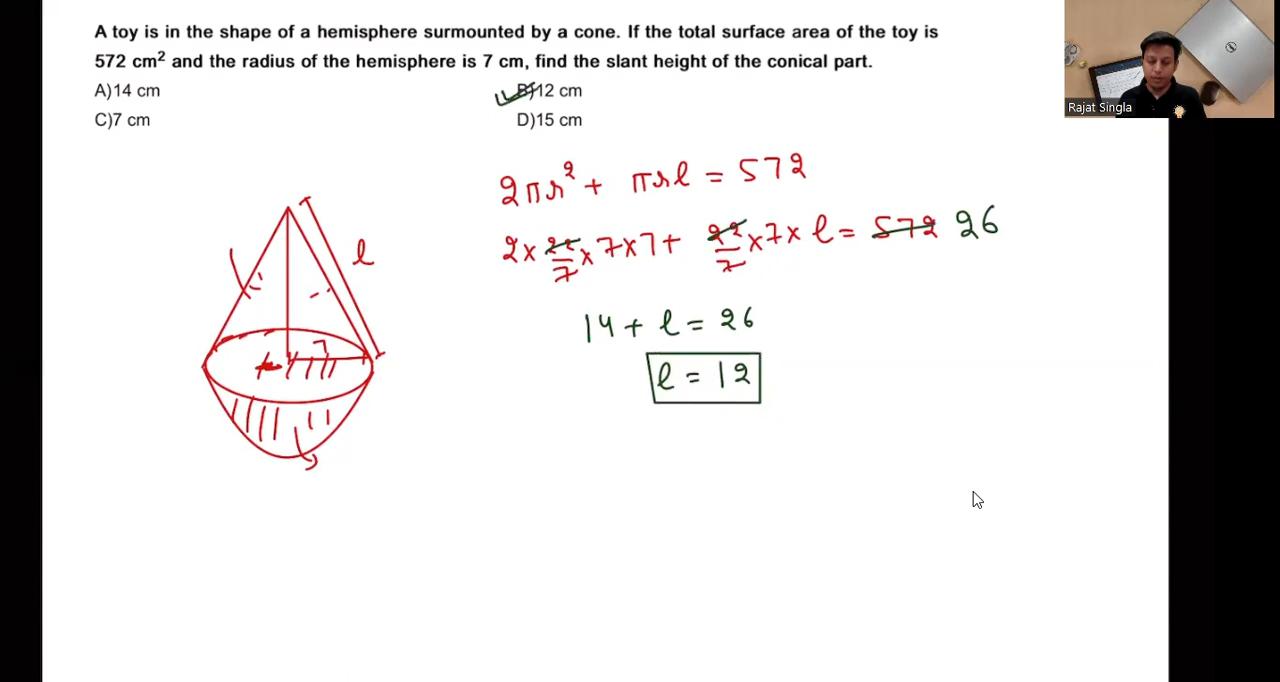 A toy is in the shape of a hemisphere surmounted by a cone. If the total surface area of the toy is
572 cm² and the radius of the hemisphere is 7 cm, find the slant height of the conical part.
A)14 cm
B)12 cm
C)7 cm
D)15 cm
Rajat Singla
2πr² + πrl = 572
2 × 22/7 × 7 × 7 + 22/7 × 7 × l = 572 26
l
14 + l = 26
7
l = 12